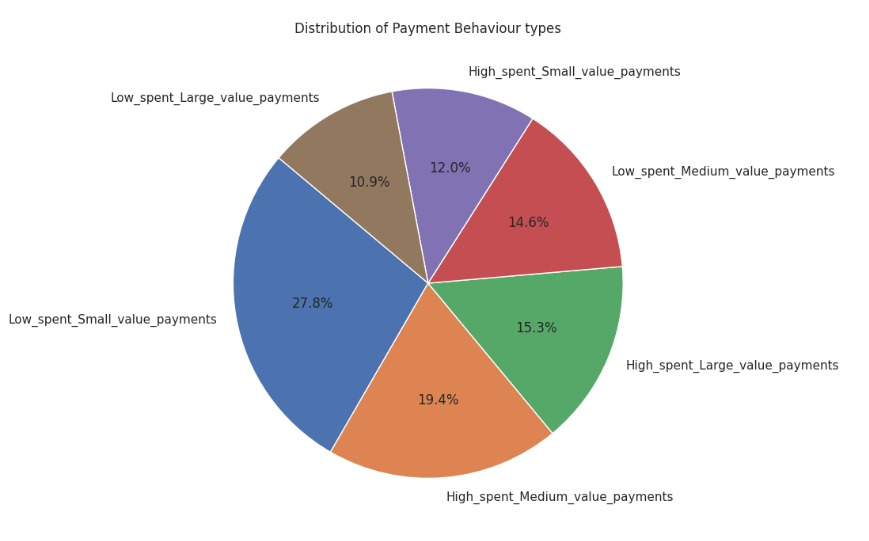 Distribution of Payment Behaviour types
High_spent_Small_value_payments
Low_spent_Large_value_payments
12.0%
Low_spent_Medium_value_payments
10.9%
14.6%
27.8%
Low_spent_Small_value_payments
15.3%
High_spent_Large_value_payments
19.4%
High_spent_Medium_value_payments